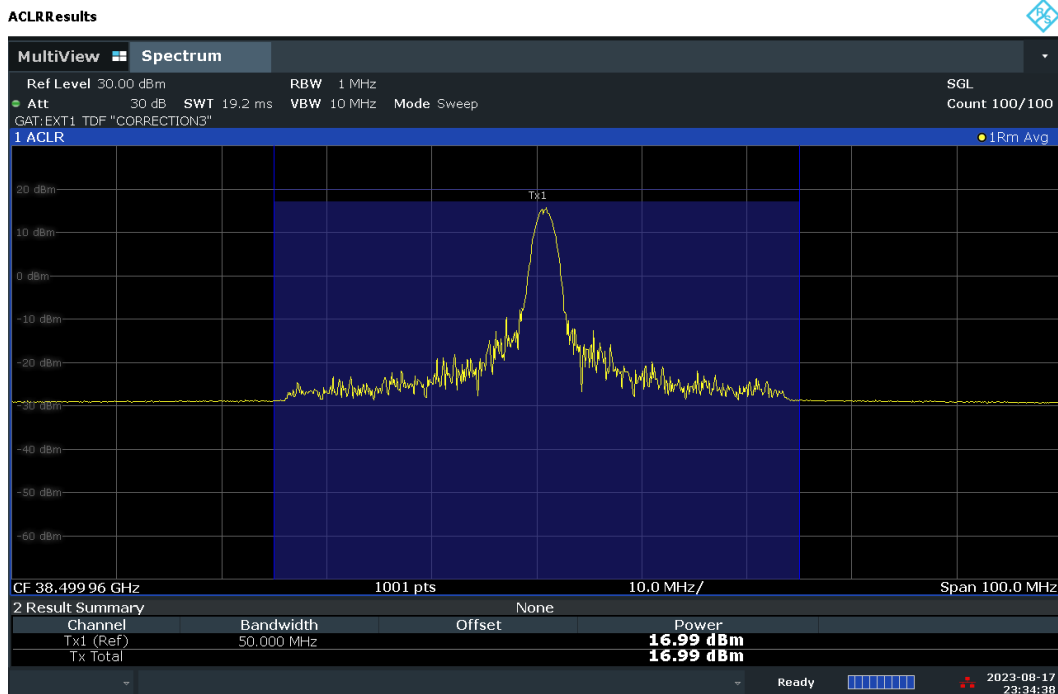 ACLRResults
R&S
MultiView Spectrum
Ref Level 30.00 dBm RBW 1 MHz SGL
Att 30 dB SWT 19.2 ms VBW 10 MHz Mode Sweep Count 100/100
GAT:EXT1 TDF "CORRECTION3"
1 ACLR 1Rm Avg
Tx1
20 dBm
10 dBm
0 dBm
-10 dBm
-20 dBm
-30 dBm
-40 dBm
-50 dBm
-60 dBm
CF 38.49996 GHz 1001 pts 10.0 MHz/ Span 100.0 MHz
2 Result Summary None
Channel Bandwidth Offset Power
Tx1 (Ref) 50.000 MHz 16.99 dBm
Tx Total 16.99 dBm
Ready 2023-08-17
23:34:38